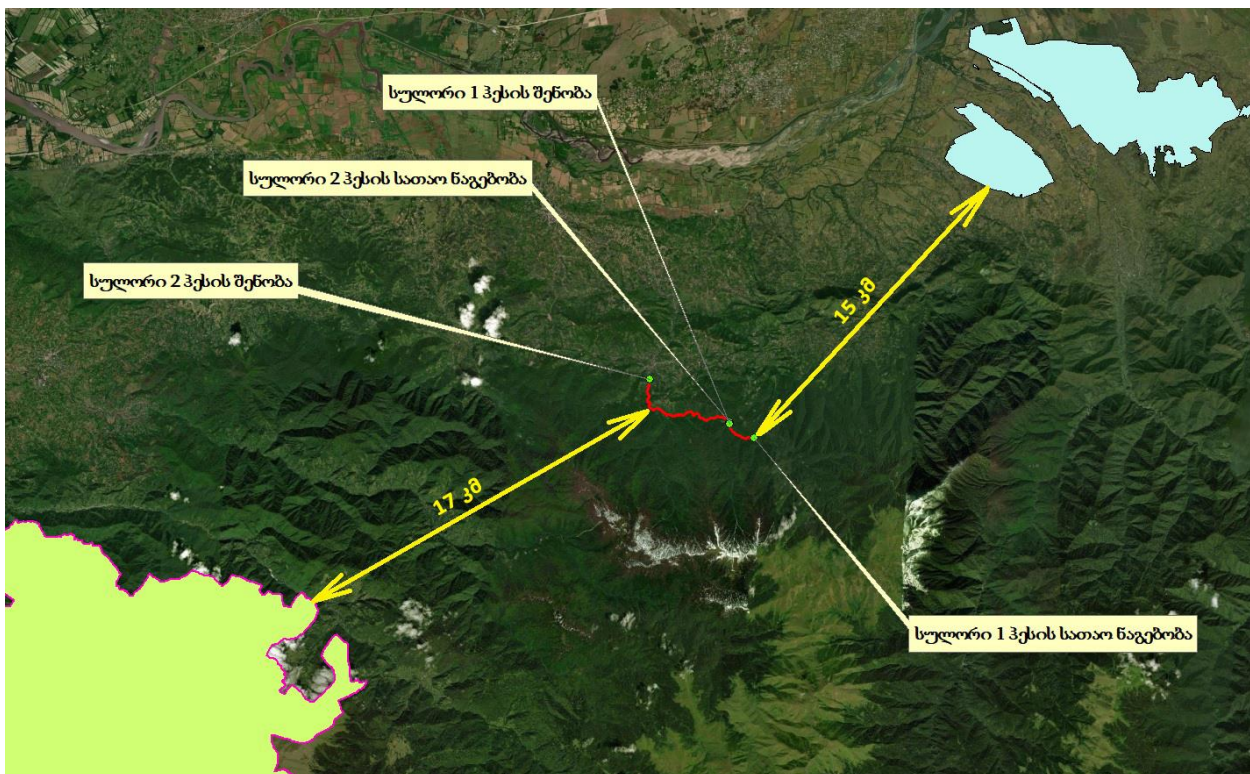 სულორი 1 ჰესის შენობა
სულორი 2 ჰესის სათაო ნაგებობა
სულორი 2 ჰესის შენობა
15 კმ
17 კმ
სულორი 1 ჰესის სათაო ნაგებობა